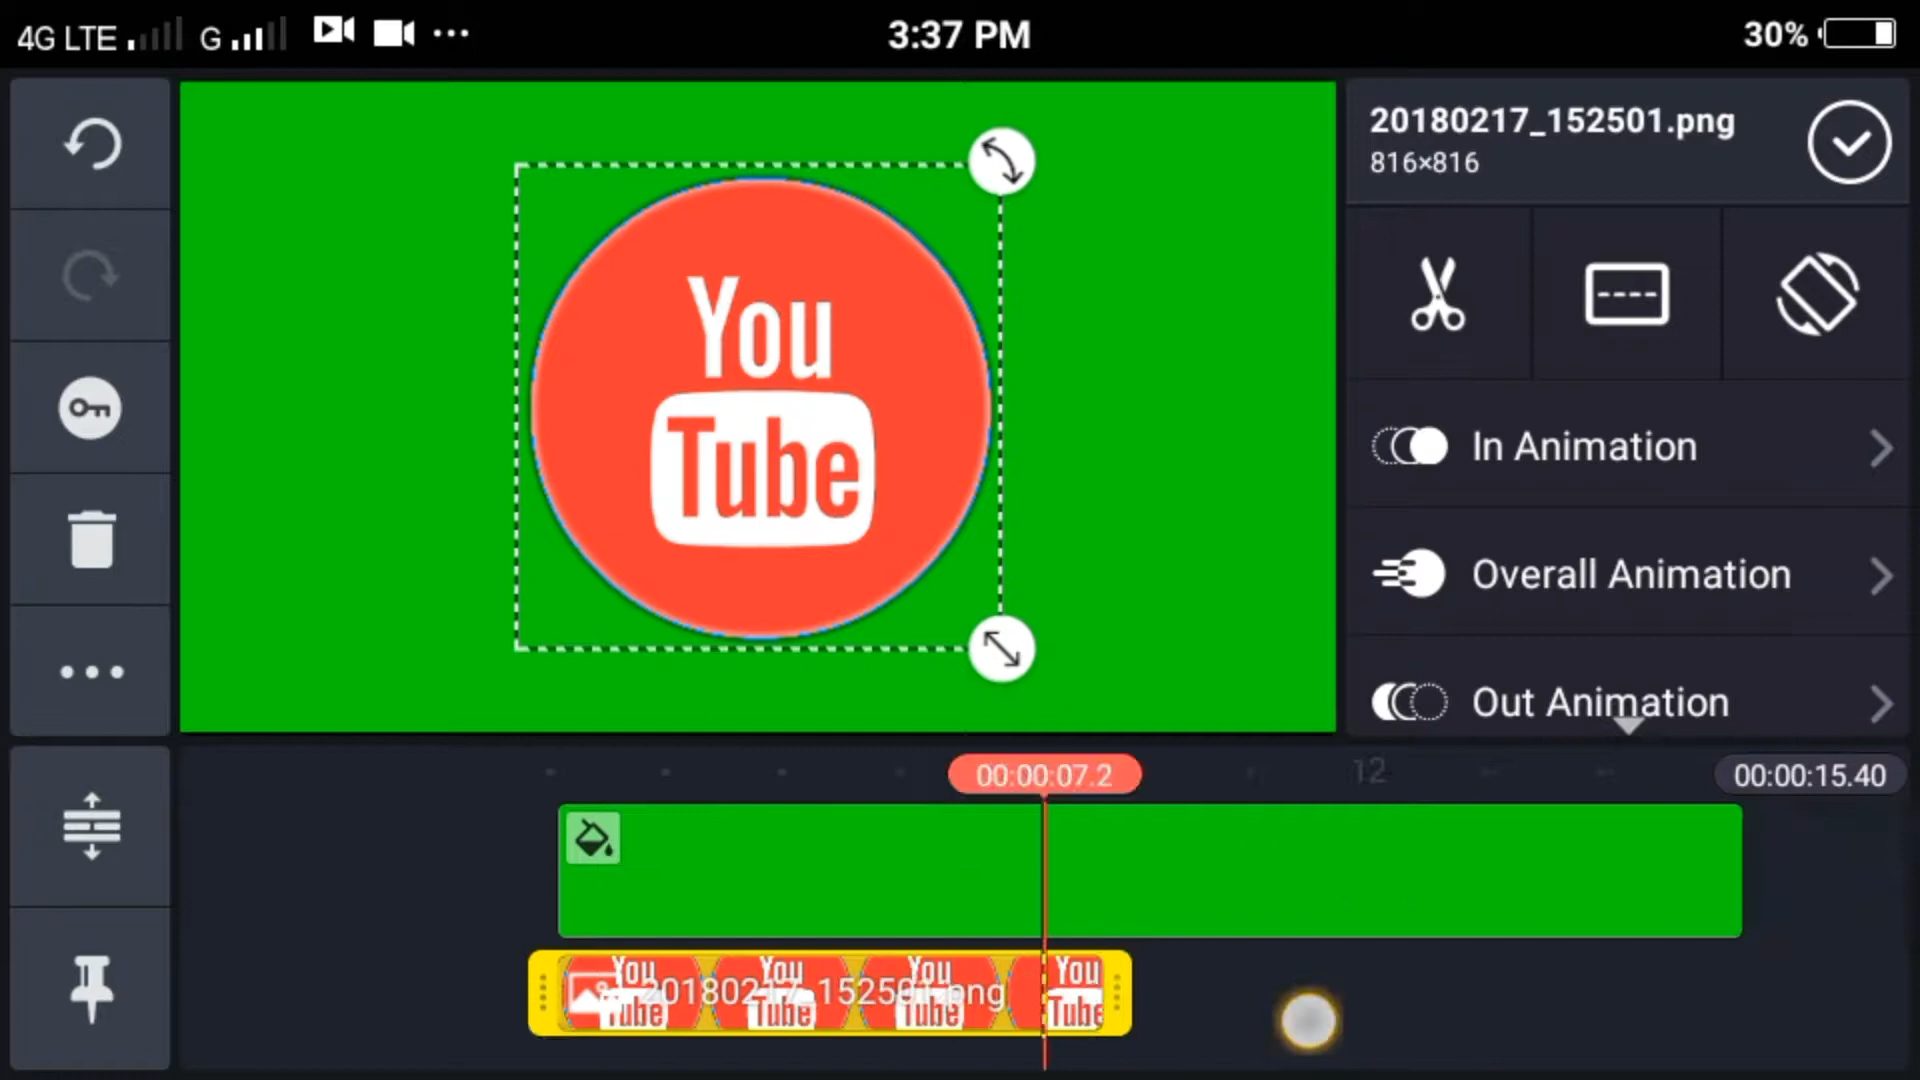 4G LTE G 3:37 PM 30%
20180217_152501.png
816×816
You
Tube
In Animation
Overall Animation
Out Animation
00:00:07.2
12
00:00:15.40
You You You You
20180217_152501.png
Tube Tube Tube Tube